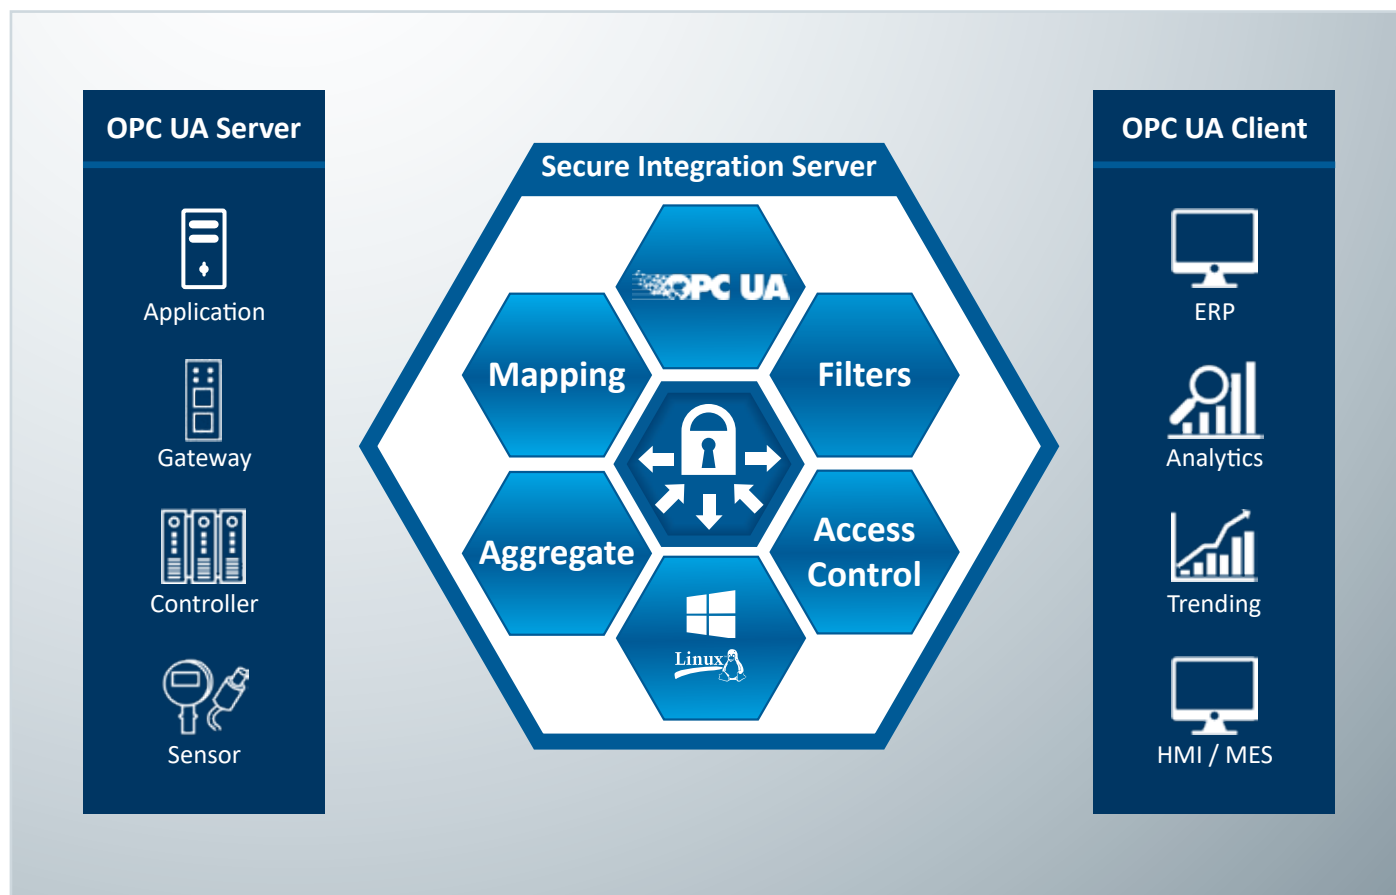 OPC UA Server
Application
Gateway
Controller
Sensor
Secure Integration Server
OPC UA
Mapping
Filters
Aggregate
Access
Control
Linux
OPC UA Client
ERP
Analytics
Trending
HMI / MES